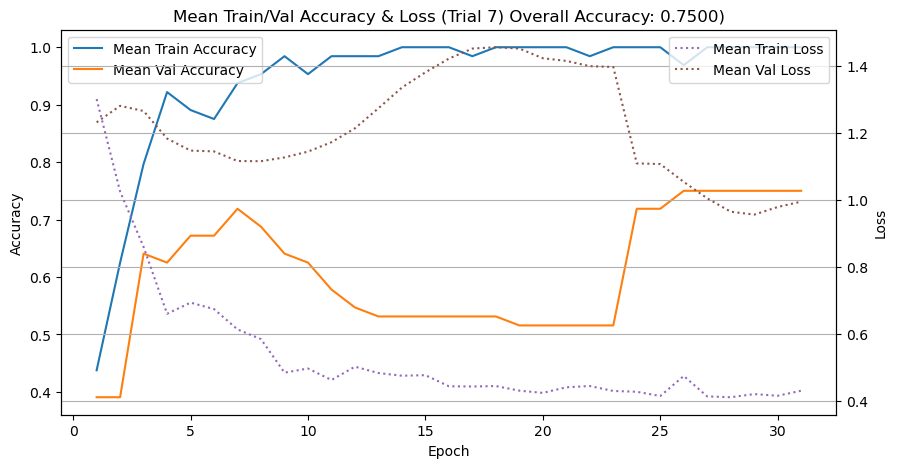 Mean Train/Val Accuracy & Loss (Trial 7) Overall Accuracy: 0.7500)
Mean Train Accuracy
Mean Val Accuracy
Mean Train Loss
Mean Val Loss
1.0
0.9
0.8
0.7
0.6
0.5
0.4
Accuracy
1.4
1.2
1.0
0.8
0.6
0.4
Loss
0 5 10 15 20 25 30
Epoch